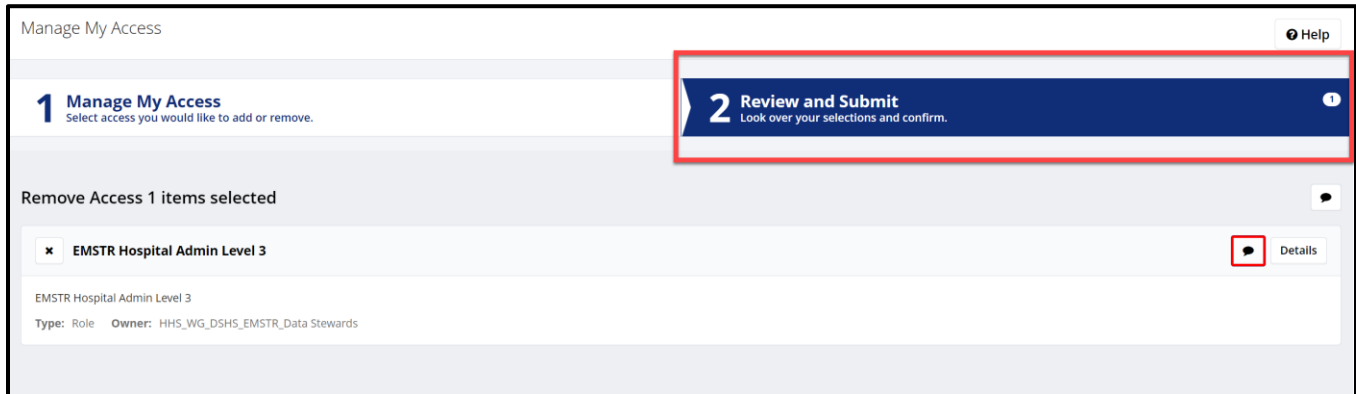 Manage My Access
Help
1 Manage My Access
Select access you would like to add or remove.
2 Review and Submit
Look over your selections and confirm.
1
Remove Access 1 items selected
EMSTR Hospital Admin Level 3
Details
EMSTR Hospital Admin Level 3
Type: Role Owner: HHS_WG_DSHS_EMSTR_Data Stewards